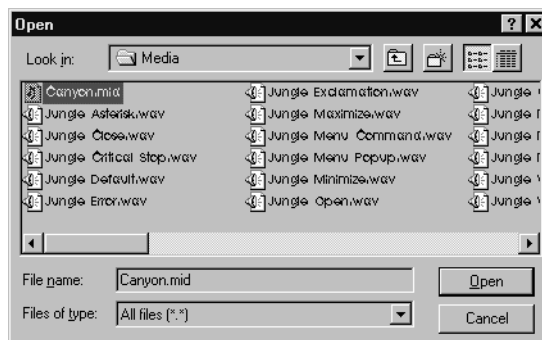 Open
Look in: Media
Canyon.mid
Jungle Asterisk.wav
Jungle Close.wav
Jungle Critical Stop.wav
Jungle Default.wav
Jungle Error.wav
Jungle Exclamation.wav
Jungle Maximize.wav
Jungle Menu Command.wav
Jungle Menu Popup.wav
Jungle Minimize.wav
Jungle Open.wav
Jungle
Jungle
Jungle
Jungle
Jungle
Jungle
File name: Canyon.mid
Open
Files of type: All files (*.*)
Cancel